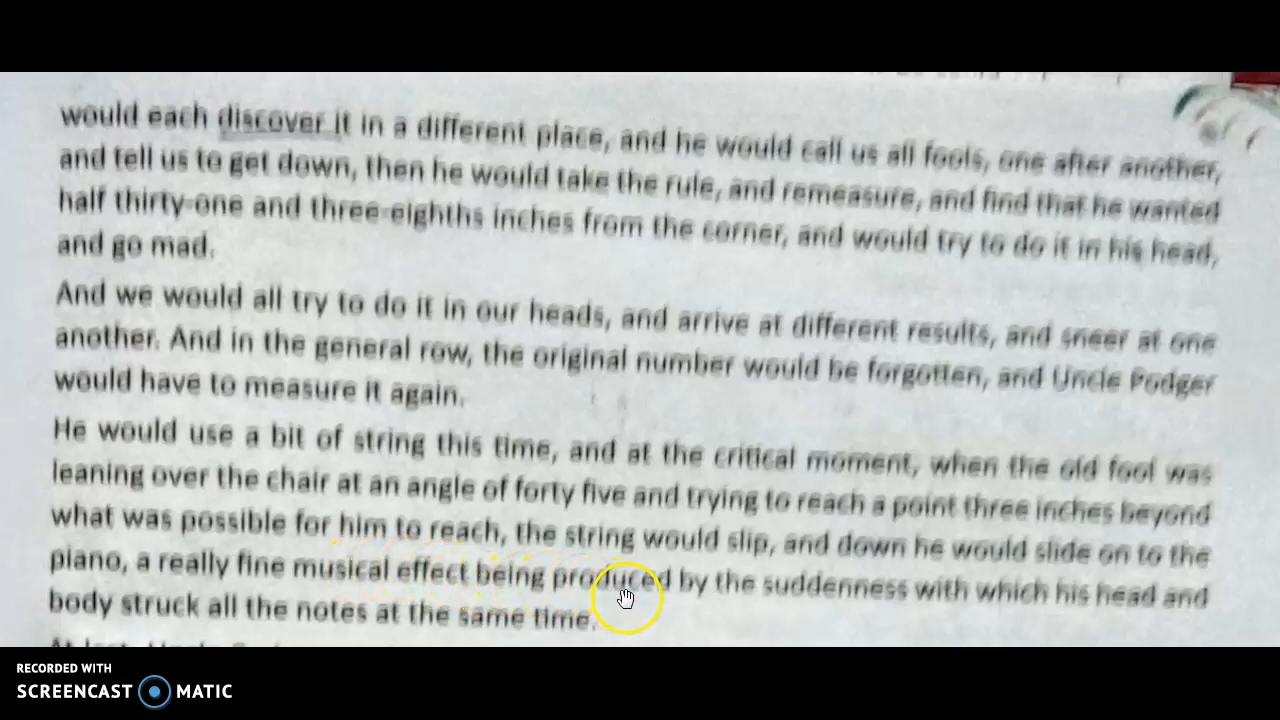 would each discover it in a different place, and he would call us all fools, one after another,
and tell us to get down, then he would take the rule, and remeasure, and find that he wanted
half thirty-one and three-eighths inches from the corner, and would try to do it in his head,
and go mad.
And we would all try to do it in our heads, and arrive at different results, and sneer at one
another. And in the general row, the original number would be forgotten, and Uncle Podger
would have to measure it again.
He would use a bit of string this time, and at the critical moment, when the old fool was
leaning over the chair at an angle of forty five and trying to reach a point three inches beyond
what was possible for him to reach, the string would slip, and down he would slide on to the
piano, a really fine musical effect being produced by the suddenness with which his head and
body struck all the notes at the same time.
RECORDED WITH
SCREENCAST MATIC